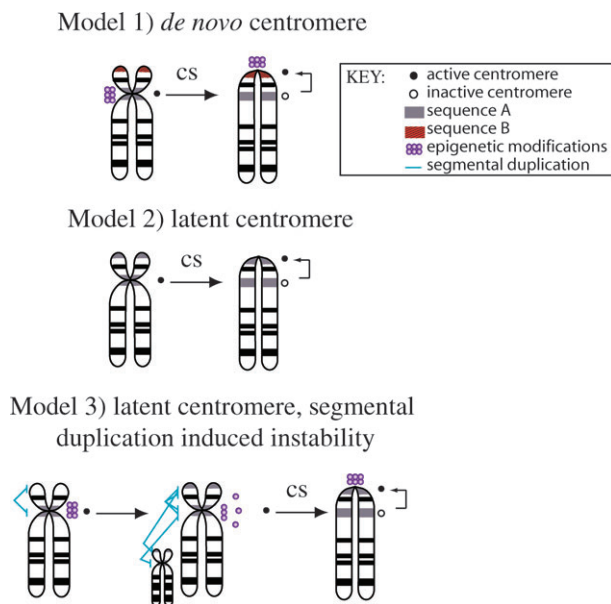 Model 1) de novo centromere
cs
KEY:
active centromere
inactive centromere
sequence A
sequence B
epigenetic modifications
segmental duplication
Model 2) latent centromere
cs
Model 3) latent centromere, segmental
duplication induced instability
cs